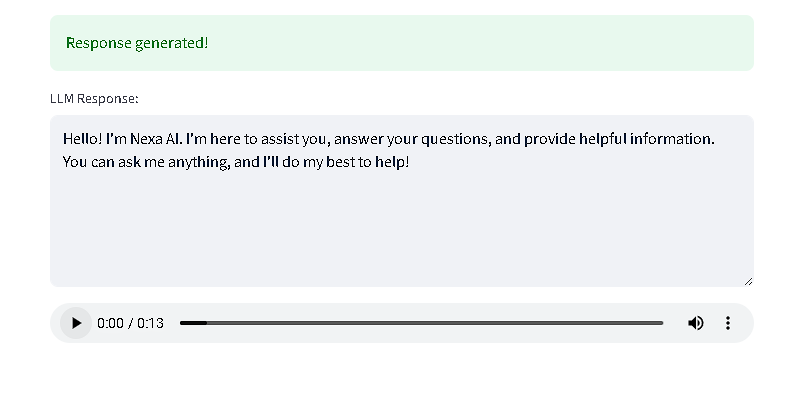 Response generated!
LLM Response:
Hello! I'm Nexa AI. I'm here to assist you, answer your questions, and provide helpful information.
You can ask me anything, and I'll do my best to help!
0:00 / 0:13